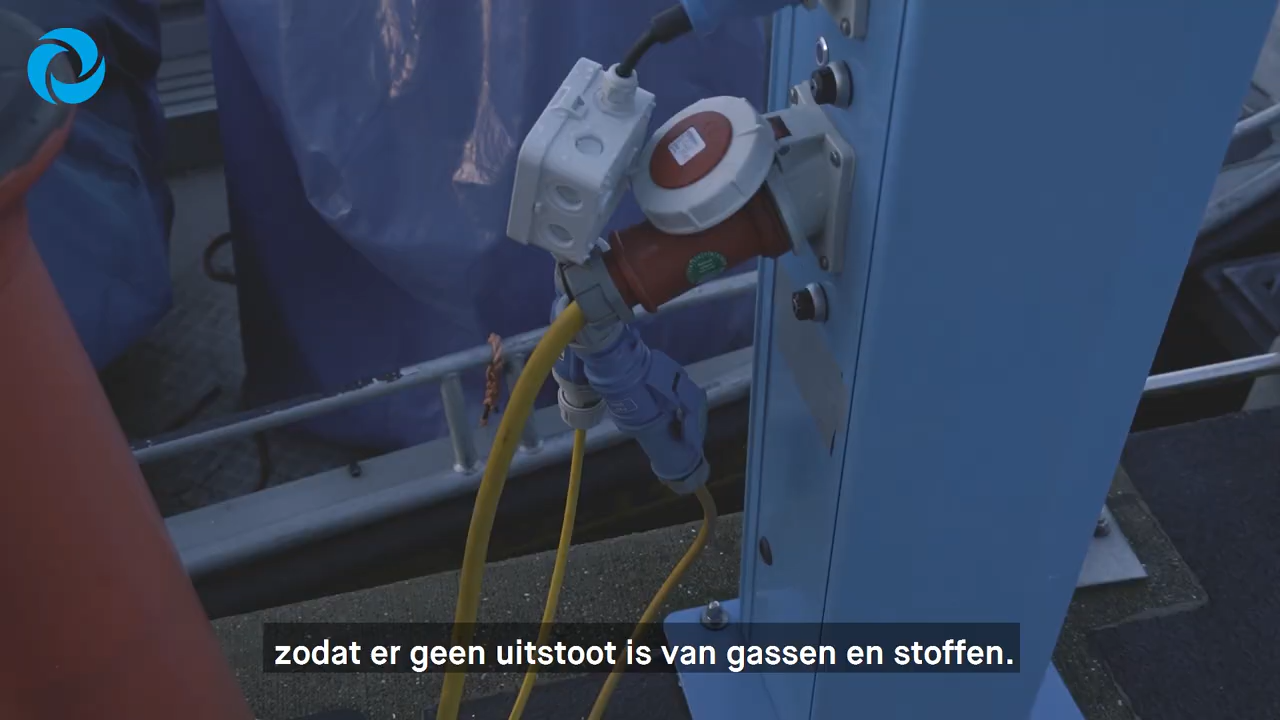 zodat er geen uitstoot is van gassen en stoffen.